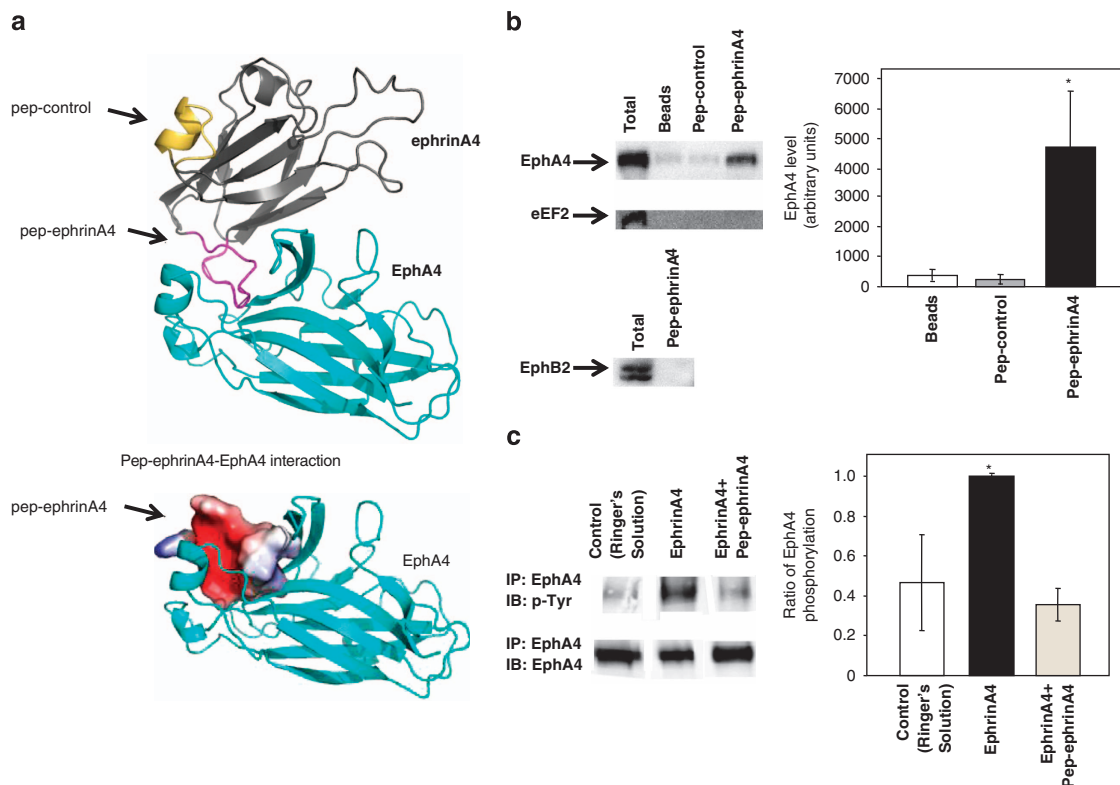 a
pep-control
ephrinA4
pep-ephrinA4
EphA4
Pep-ephrinA4-EphA4 interaction
pep-ephrinA4
EphA4
b
Total
Beads
Pep-control
Pep-ephrinA4
EphA4
eEF2
Total
Pep-ephrinA4
EphB2
EphA4 level
(arbitrary units)
7000
6000
5000
4000
3000
2000
1000
0
*
Beads
Pep-control
Pep-ephrinA4
c
Control
(Ringer's
Solution)
EphrinA4
EphrinA4+
Pep-ephrinA4
IP: EphA4
IB: p-Tyr
IP: EphA4
IB: EphA4
Ratio of EphA4
phosphorylation
1.0
0.8
0.6
0.4
0.2
0
*
Control
(Ringer's
Solution)
EphrinA4
EphrinA4+
Pep-ephrinA4